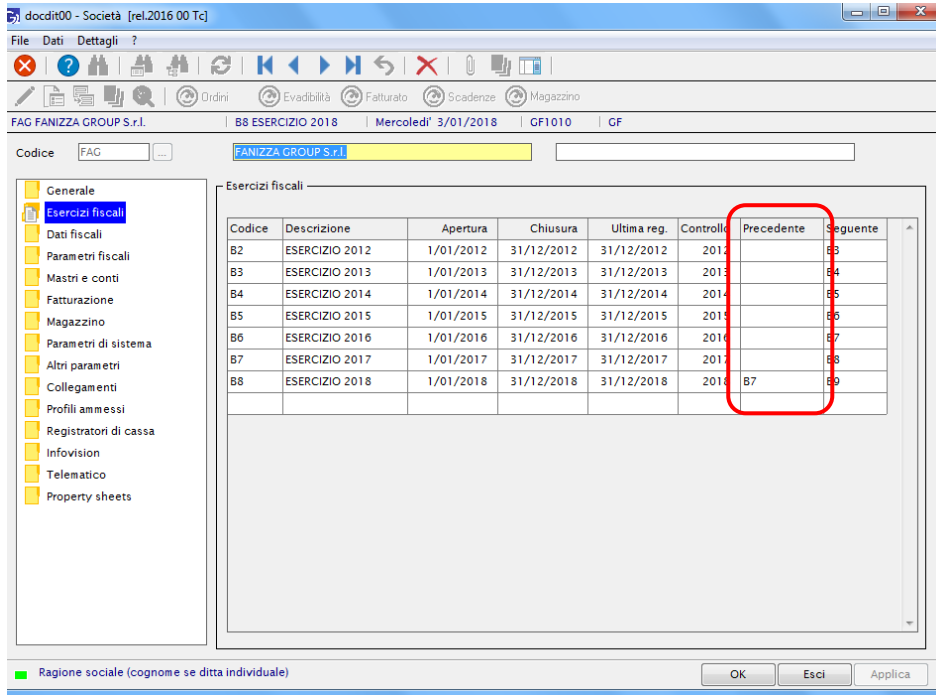 docdit00 - Società [rel.2016 00 Tc]
File Dati Dettagli ?
Ordini Evadibilità Fatturato Scadenze Magazzino
FAG FANIZZA GROUP S.r.l. B8 ESERCIZIO 2018 Mercoledi' 3/01/2018 GF1010 GF
Codice FAG ... FANIZZA GROUP S.r.l.
Generale
Esercizi fiscali
Dati fiscali
Parametri fiscali
Mastri e conti
Fatturazione
Magazzino
Parametri di sistema
Altri parametri
Collegamenti
Profili ammessi
Registratori di cassa
Infovision
Telematico
Property sheets
Esercizi fiscali
Codice Descrizione Apertura Chiusura Ultima reg. Controllo Precedente Seguente
B2 ESERCIZIO 2012 1/01/2012 31/12/2012 31/12/2012 2012 B3
B3 ESERCIZIO 2013 1/01/2013 31/12/2013 31/12/2013 2013 B4
B4 ESERCIZIO 2014 1/01/2014 31/12/2014 31/12/2014 2014 B5
B5 ESERCIZIO 2015 1/01/2015 31/12/2015 31/12/2015 2015 B6
B6 ESERCIZIO 2016 1/01/2016 31/12/2016 31/12/2016 2016 B7
B7 ESERCIZIO 2017 1/01/2017 31/12/2017 31/12/2017 2017 B8
B8 ESERCIZIO 2018 1/01/2018 31/12/2018 31/12/2018 2018 B7 B9
Ragione sociale (cognome se ditta individuale) OK Esci Applica